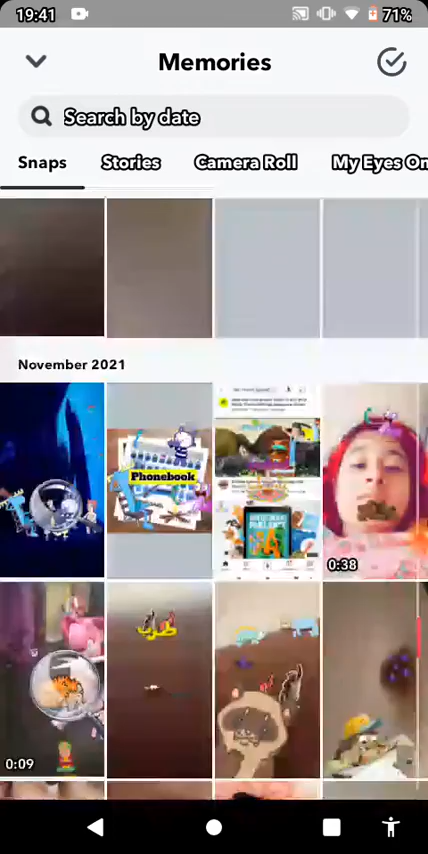 19:41
71%
Memories
Search by date
Snaps Stories Camera Roll My Eyes On
November 2021
Phonebook
0:38
طرب
0:09